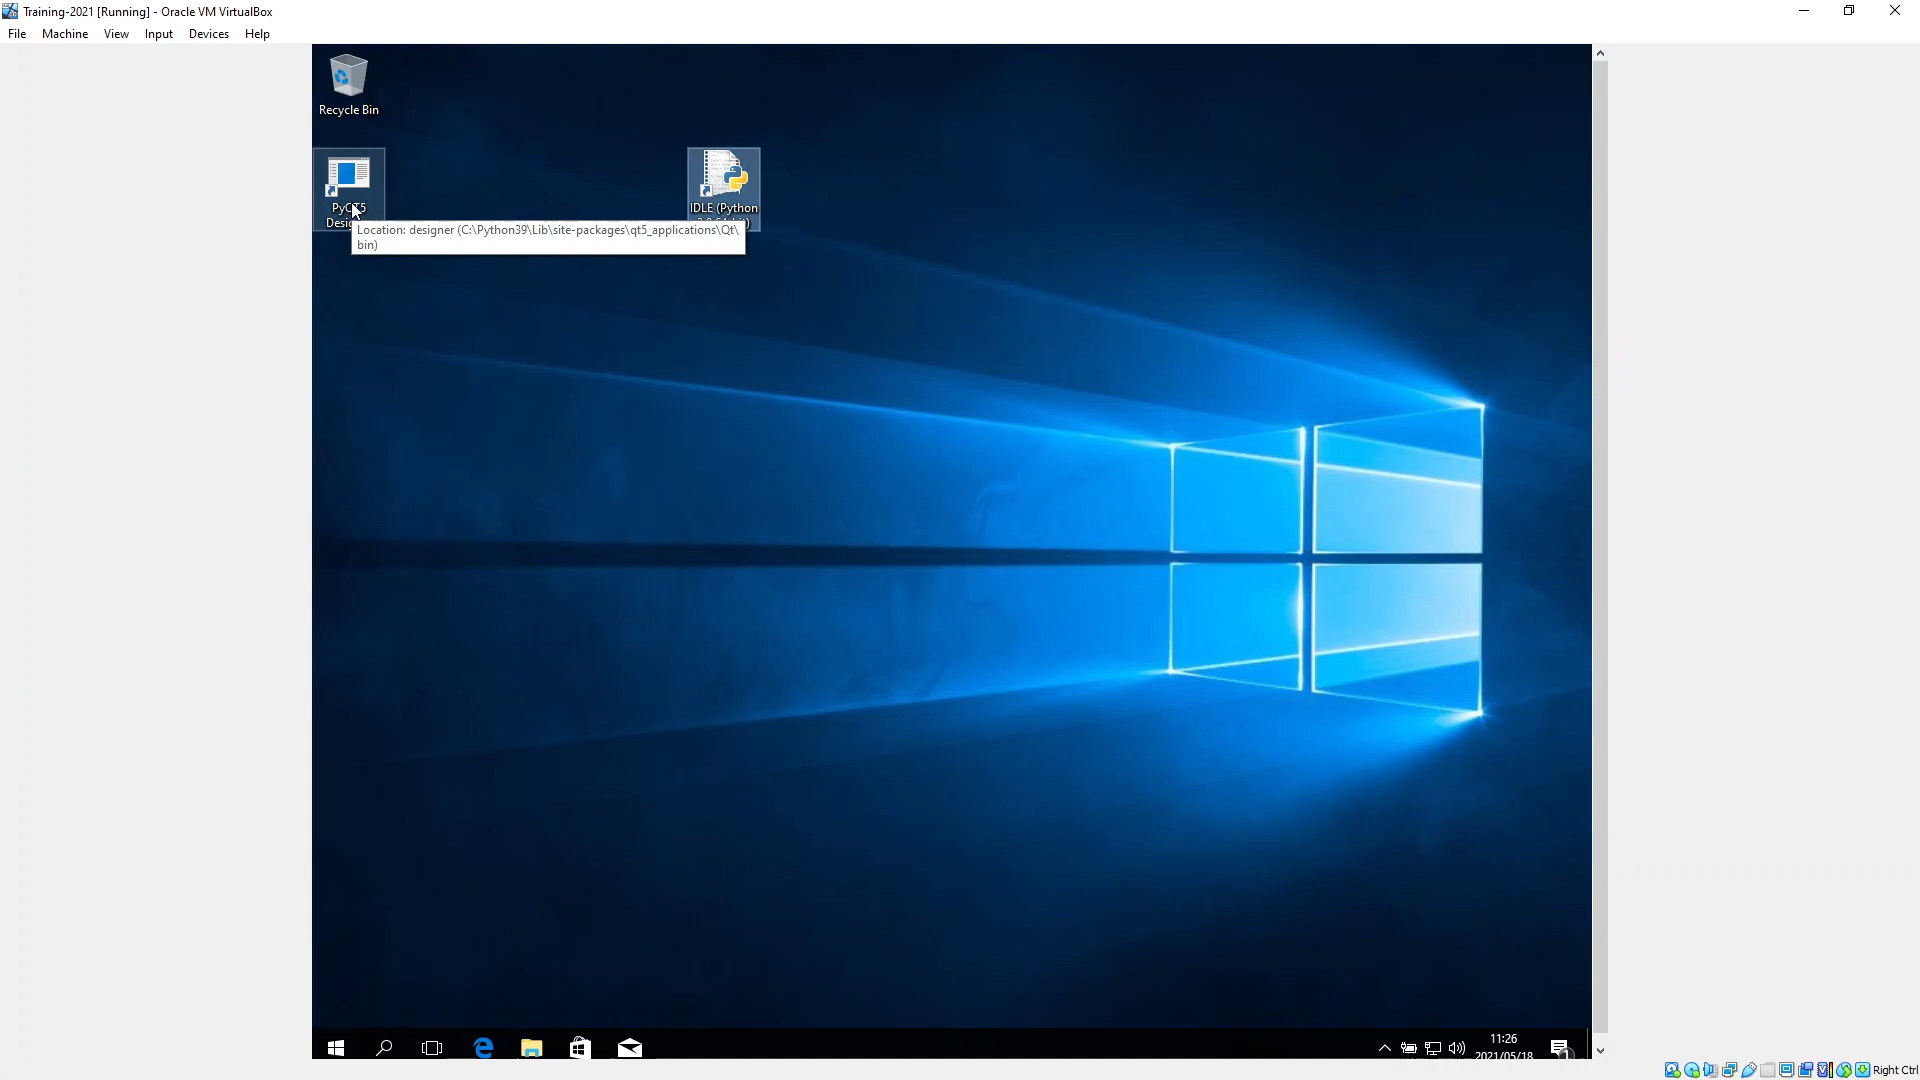 Training-2021 [Running] - Oracle VM VirtualBox
File Machine View Input Devices Help
Recycle Bin
PyQT5
IDLE (Python
Location: designer (C:\Python39\Lib\site-packages\qt5_applications\Qt\
bin)
11:26
2021/05/18
1
Right Ctrl